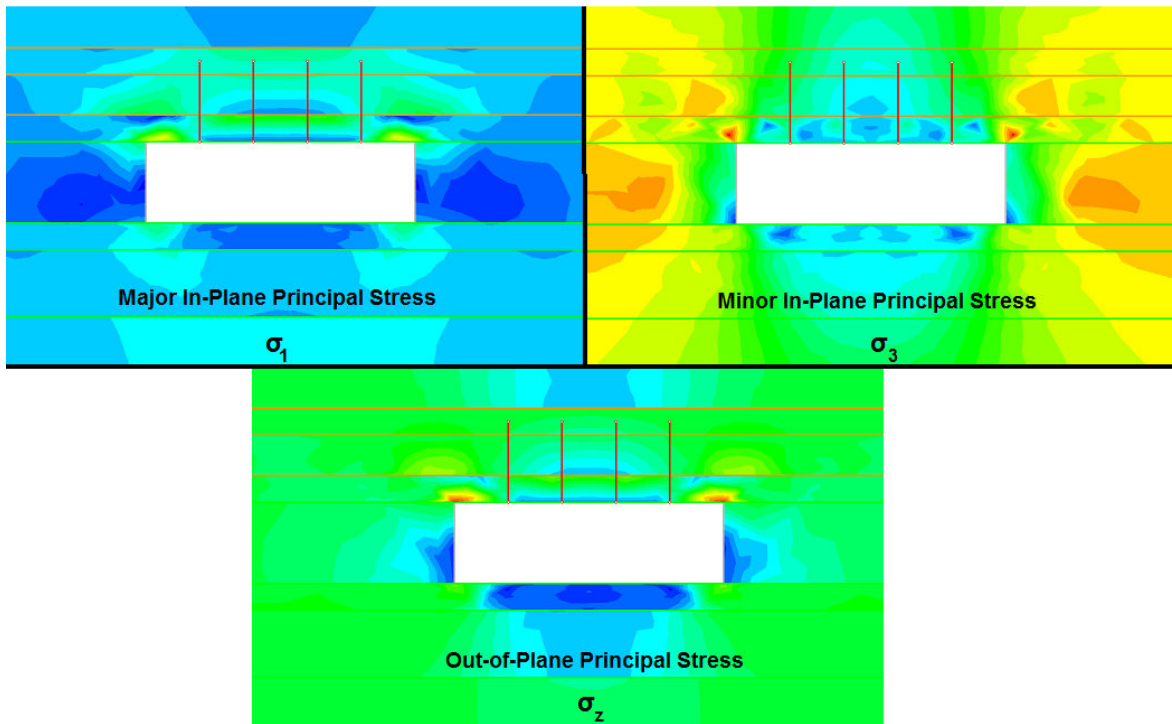 Major In-Plane Principal Stress
σ1
Minor In-Plane Principal Stress
σ3
Out-of-Plane Principal Stress
σz